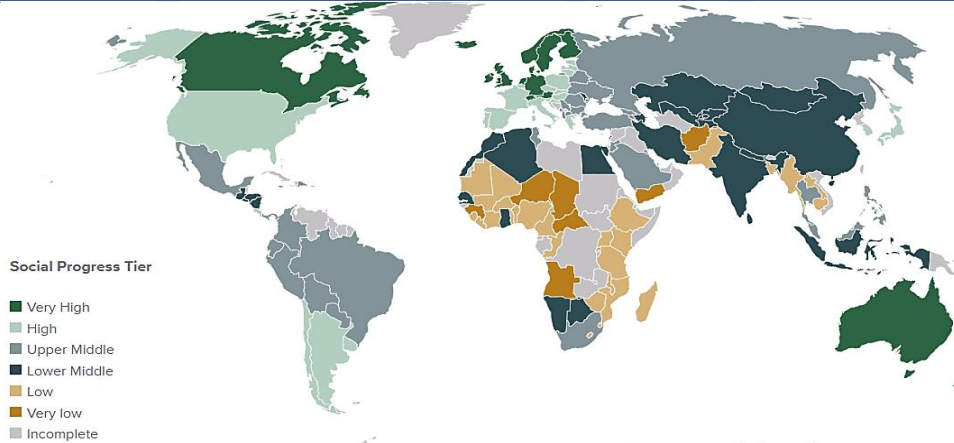 Social Progress Tier
Very High
High
Upper Middle
Lower Middle
Low
Very low
Incomplete